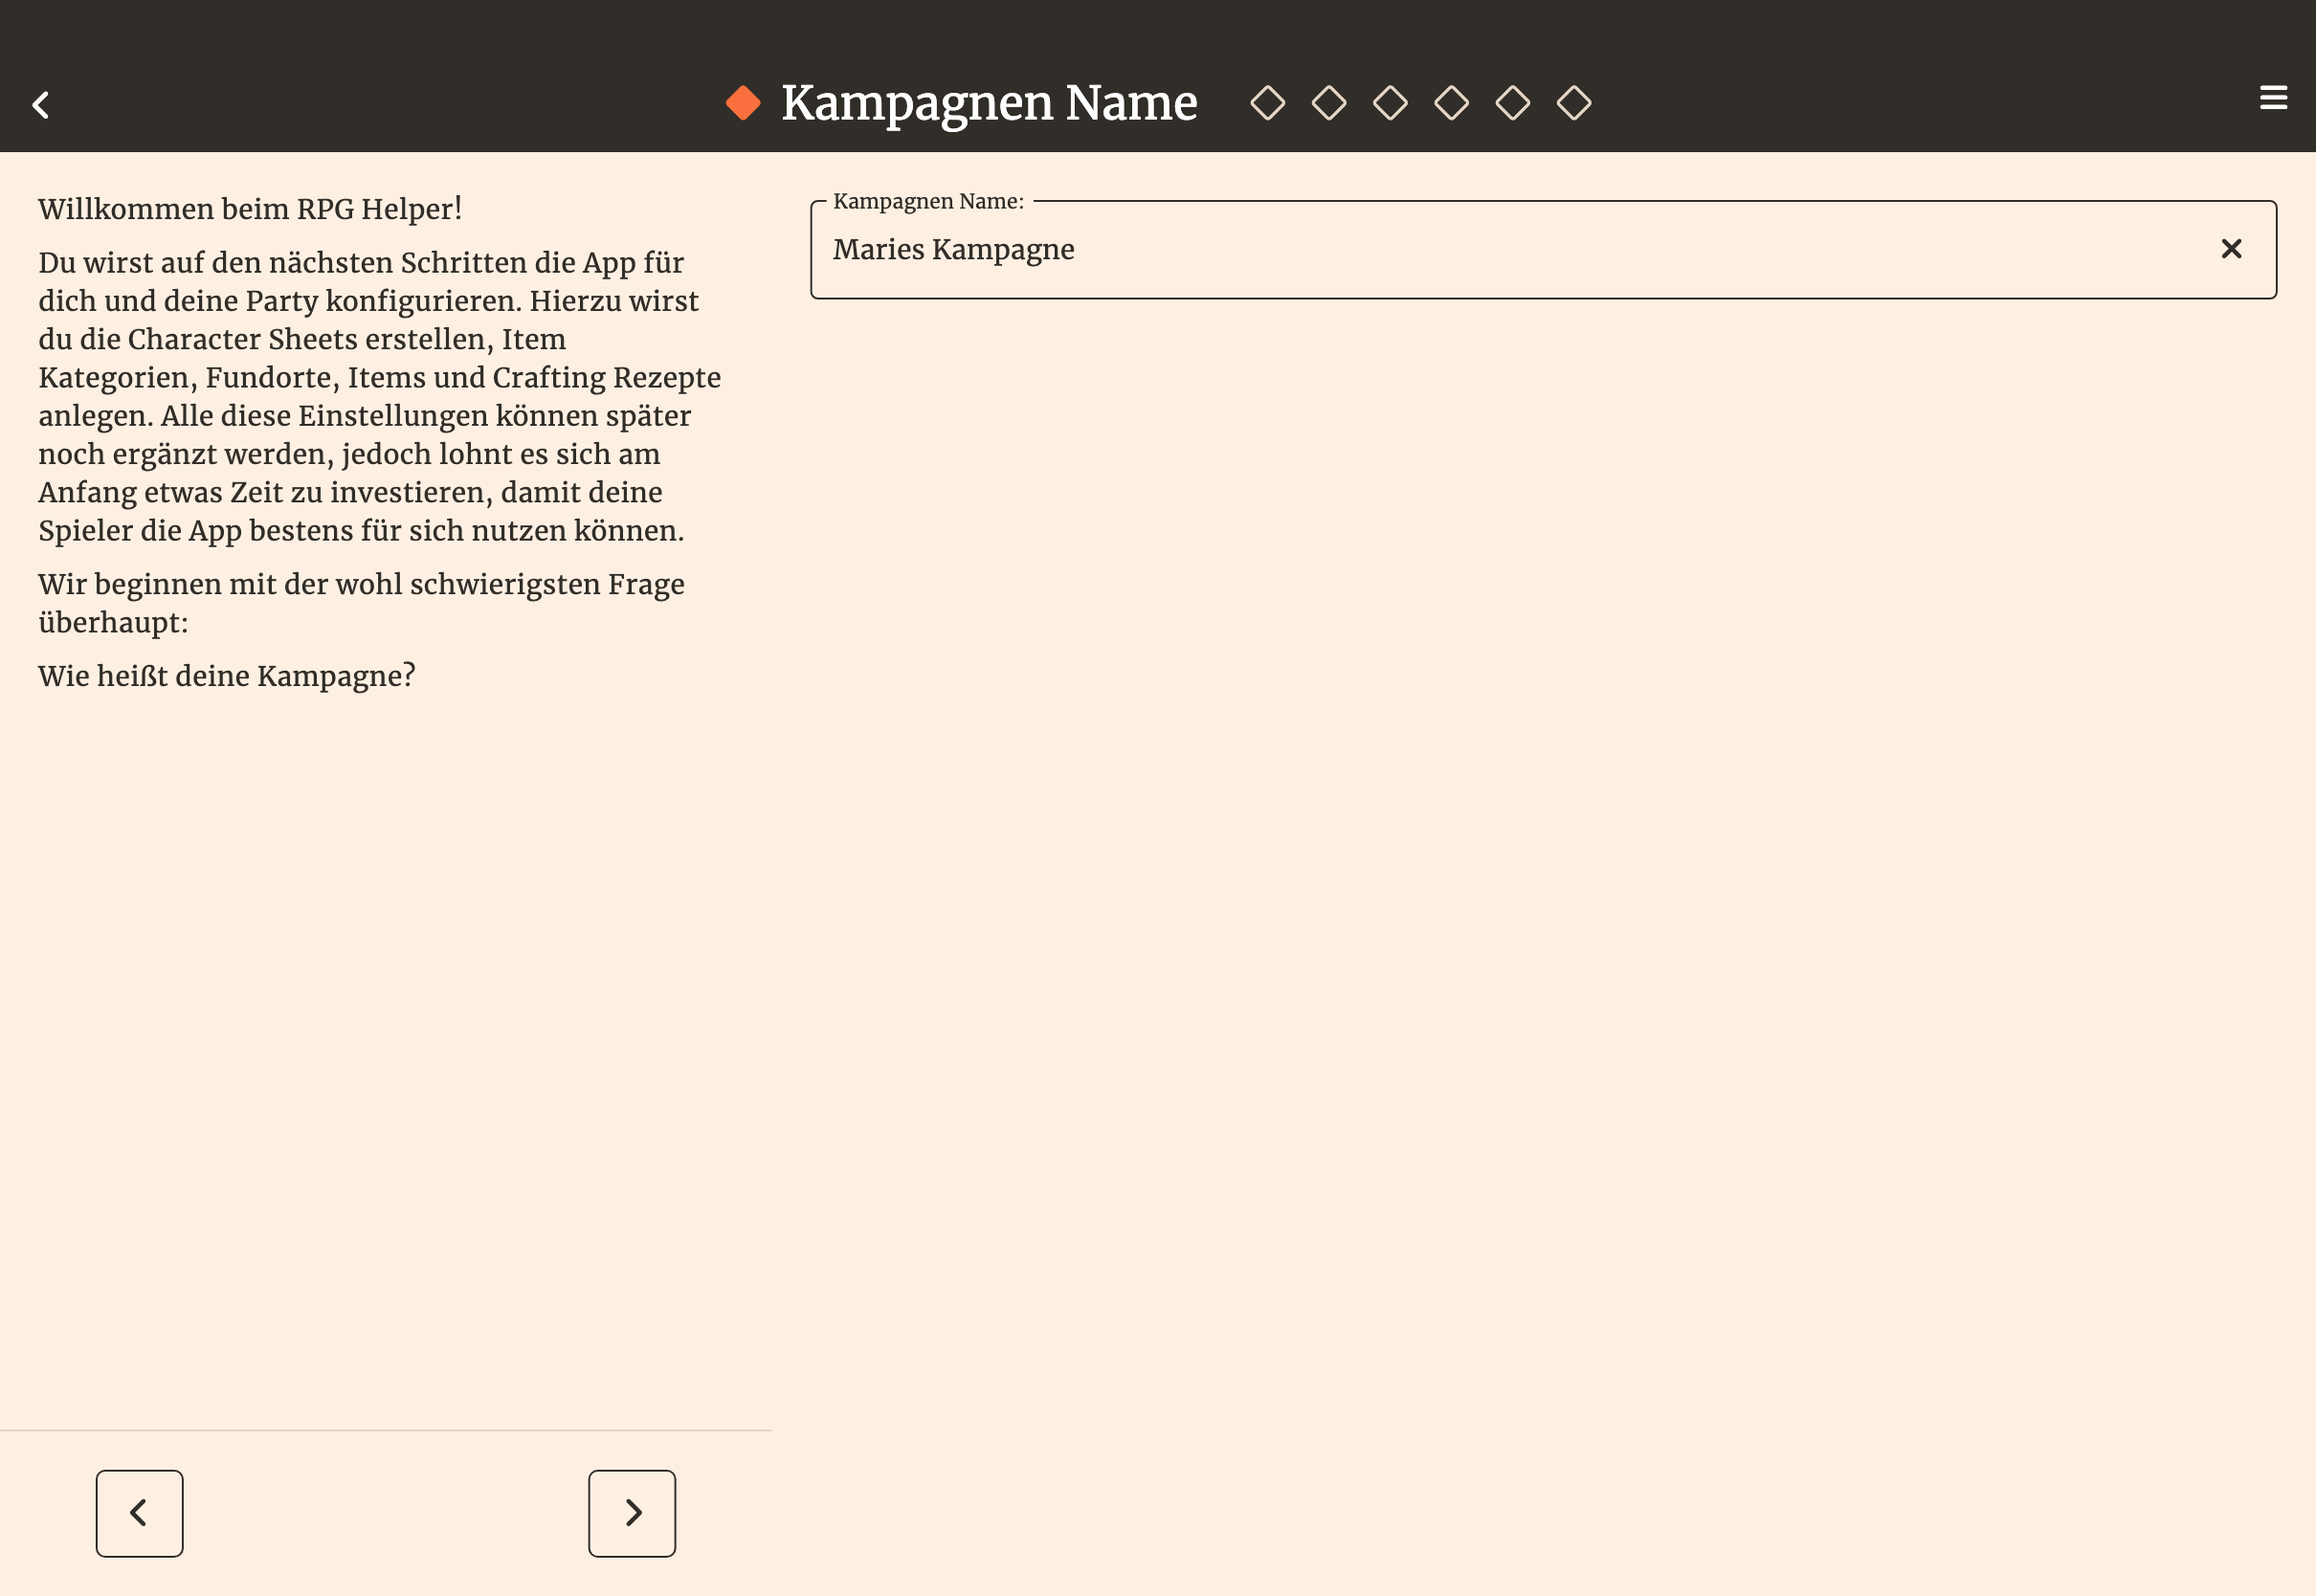 Kampagnen Name
Willkommen beim RPG Helper!
Du wirst auf den nächsten Schritten die App für
dich und deine Party konfigurieren. Hierzu wirst
du die Character Sheets erstellen, Item
Kategorien, Fundorte, Items und Crafting Rezepte
anlegen. Alle diese Einstellungen können später
noch ergänzt werden, jedoch lohnt es sich am
Anfang etwas Zeit zu investieren, damit deine
Spieler die App bestens für sich nutzen können.
Wir beginnen mit der wohl schwierigsten Frage
überhaupt:
Wie heißt deine Kampagne?
Kampagnen Name:
Maries Kampagne